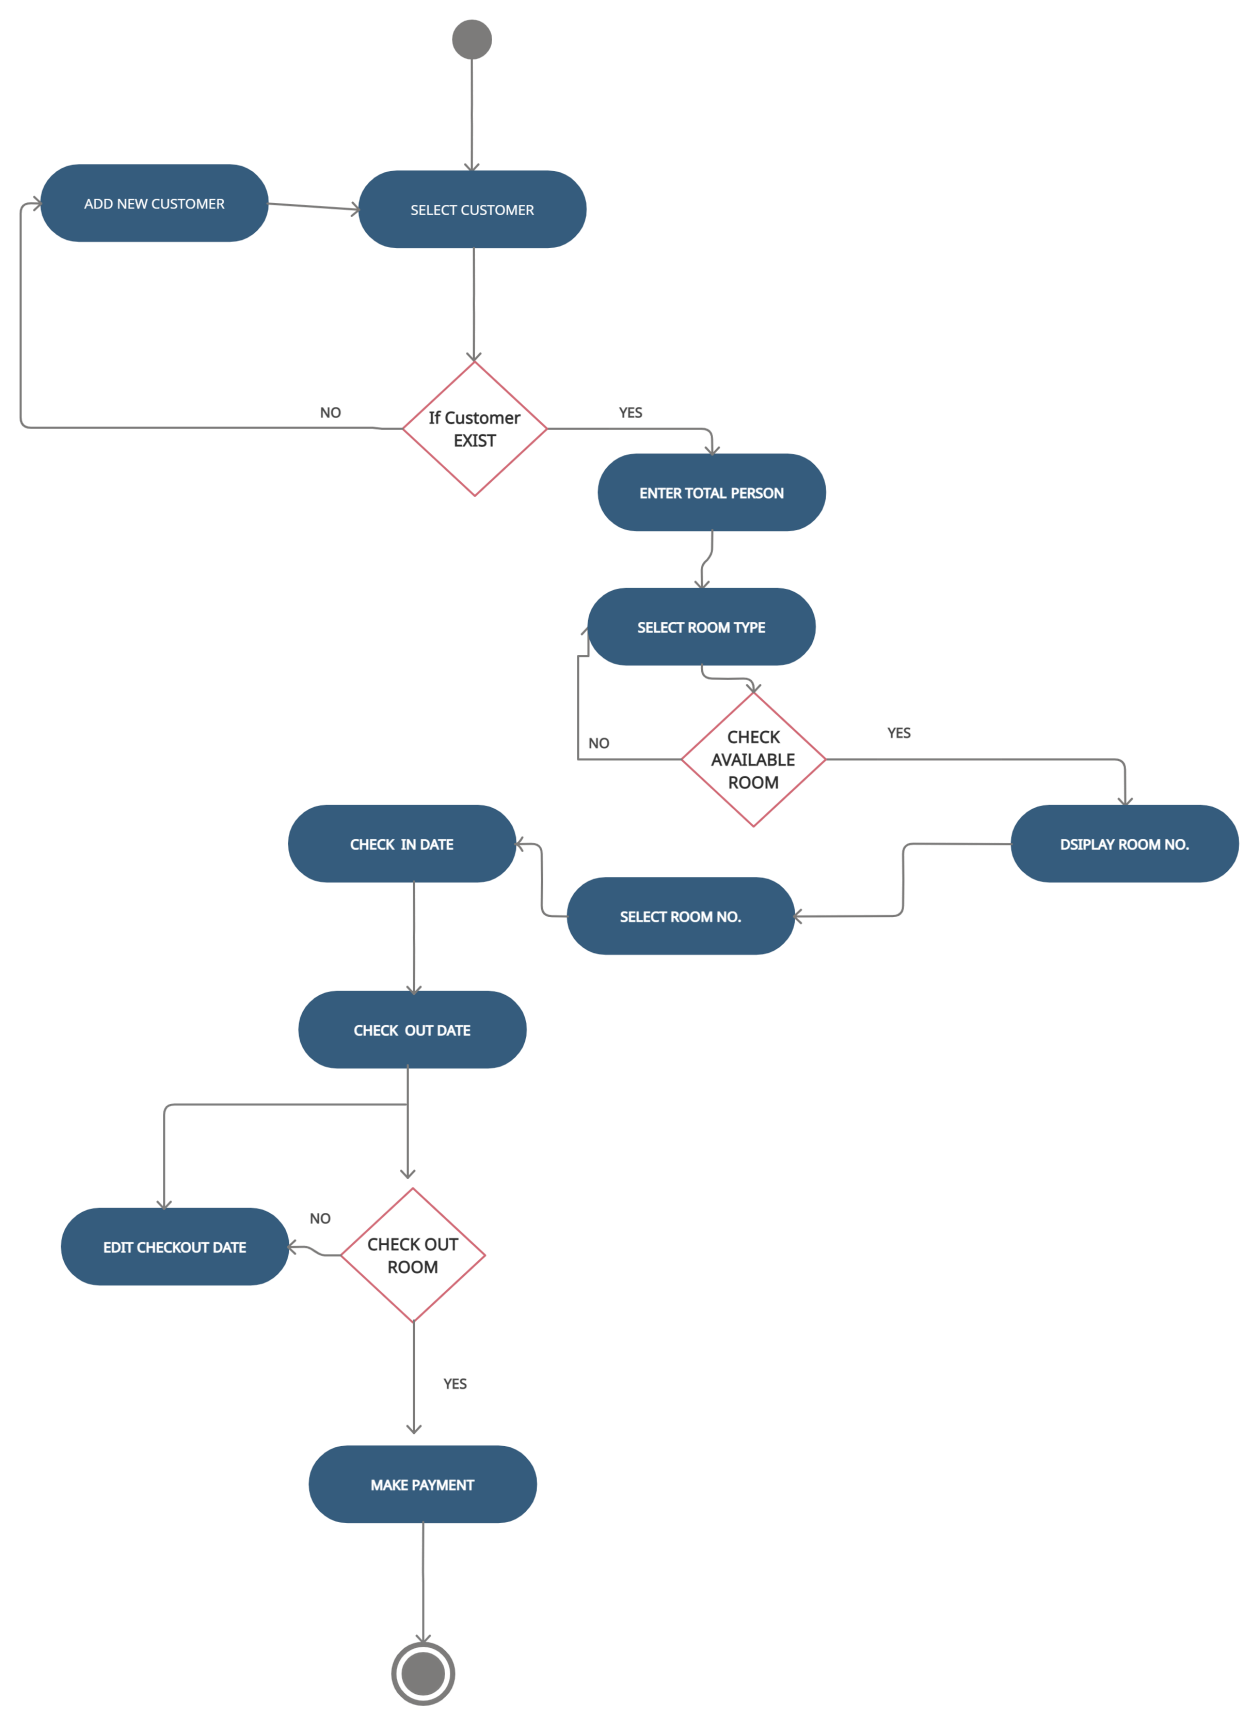 ADD NEW CUSTOMER
SELECT CUSTOMER
NO
If Customer
EXIST
YES
ENTER TOTAL PERSON
SELECT ROOM TYPE
NO
CHECK
AVAILABLE
ROOM
YES
CHECK IN DATE
DSIPLAY ROOM NO.
SELECT ROOM NO.
CHECK OUT DATE
EDIT CHECKOUT DATE
NO
CHECK OUT
ROOM
YES
MAKE PAYMENT